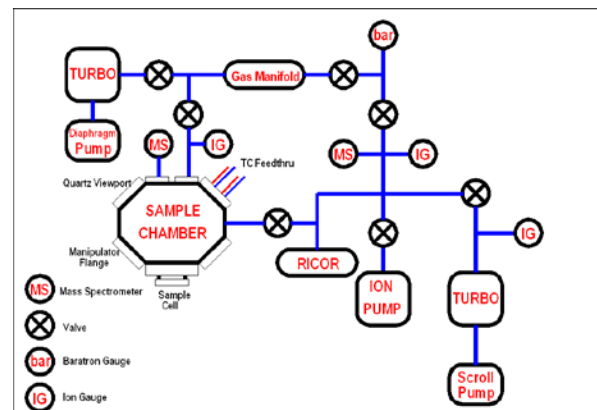 bar
TURBO
Gas Manifold
Diaphragm
Pump
MS
IG
TC Feedthru
MS
IG
Quartz Viewport
SAMPLE
CHAMBER
IG
Manipulator
Flange
RICOR
ION
PUMP
TURBO
Sample
Cell
MS Mass Spectrometer
Valve
bar Baratron Gauge
Scroll
Pump
IG Ion Gauge